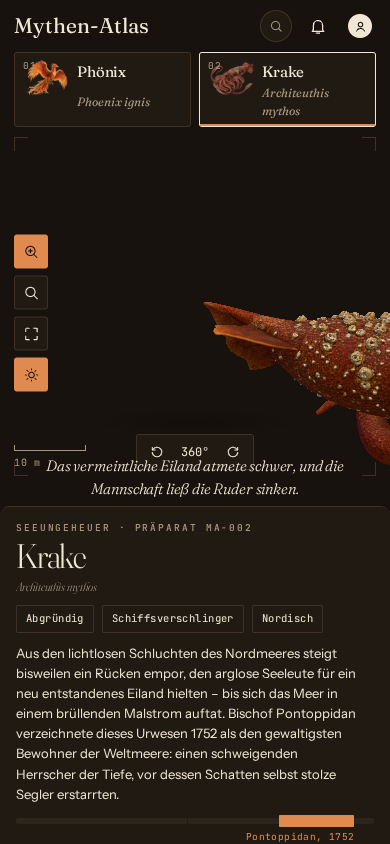 Mythen-Atlas
01
Phönix
Phoenix ignis
02
Krake
Architeuthis
mythos
360°
10 m
Das vermeintliche Eiland atmete schwer, und die
Mannschaft ließ die Ruder sinken.
SEEUNGEHEUER · PRÄPARAT MA-002
Krake
Architeuthis mythos
Abgründig
Schiffsverschlinger
Nordisch
Aus den lichtlosen Schluchten des Nordmeeres steigt
bisweilen ein Rücken empor, den arglose Seeleute für ein
neu entstandenes Eiland hielten – bis sich das Meer in
einem brüllenden Malstrom auftat. Bischof Pontoppidan
verzeichnete dieses Urwesen 1752 als den gewaltigsten
Bewohner der Weltmeere: einen schweigenden
Herrscher der Tiefe, vor dessen Schatten selbst stolze
Segler erstarrten.
Pontoppidan, 1752